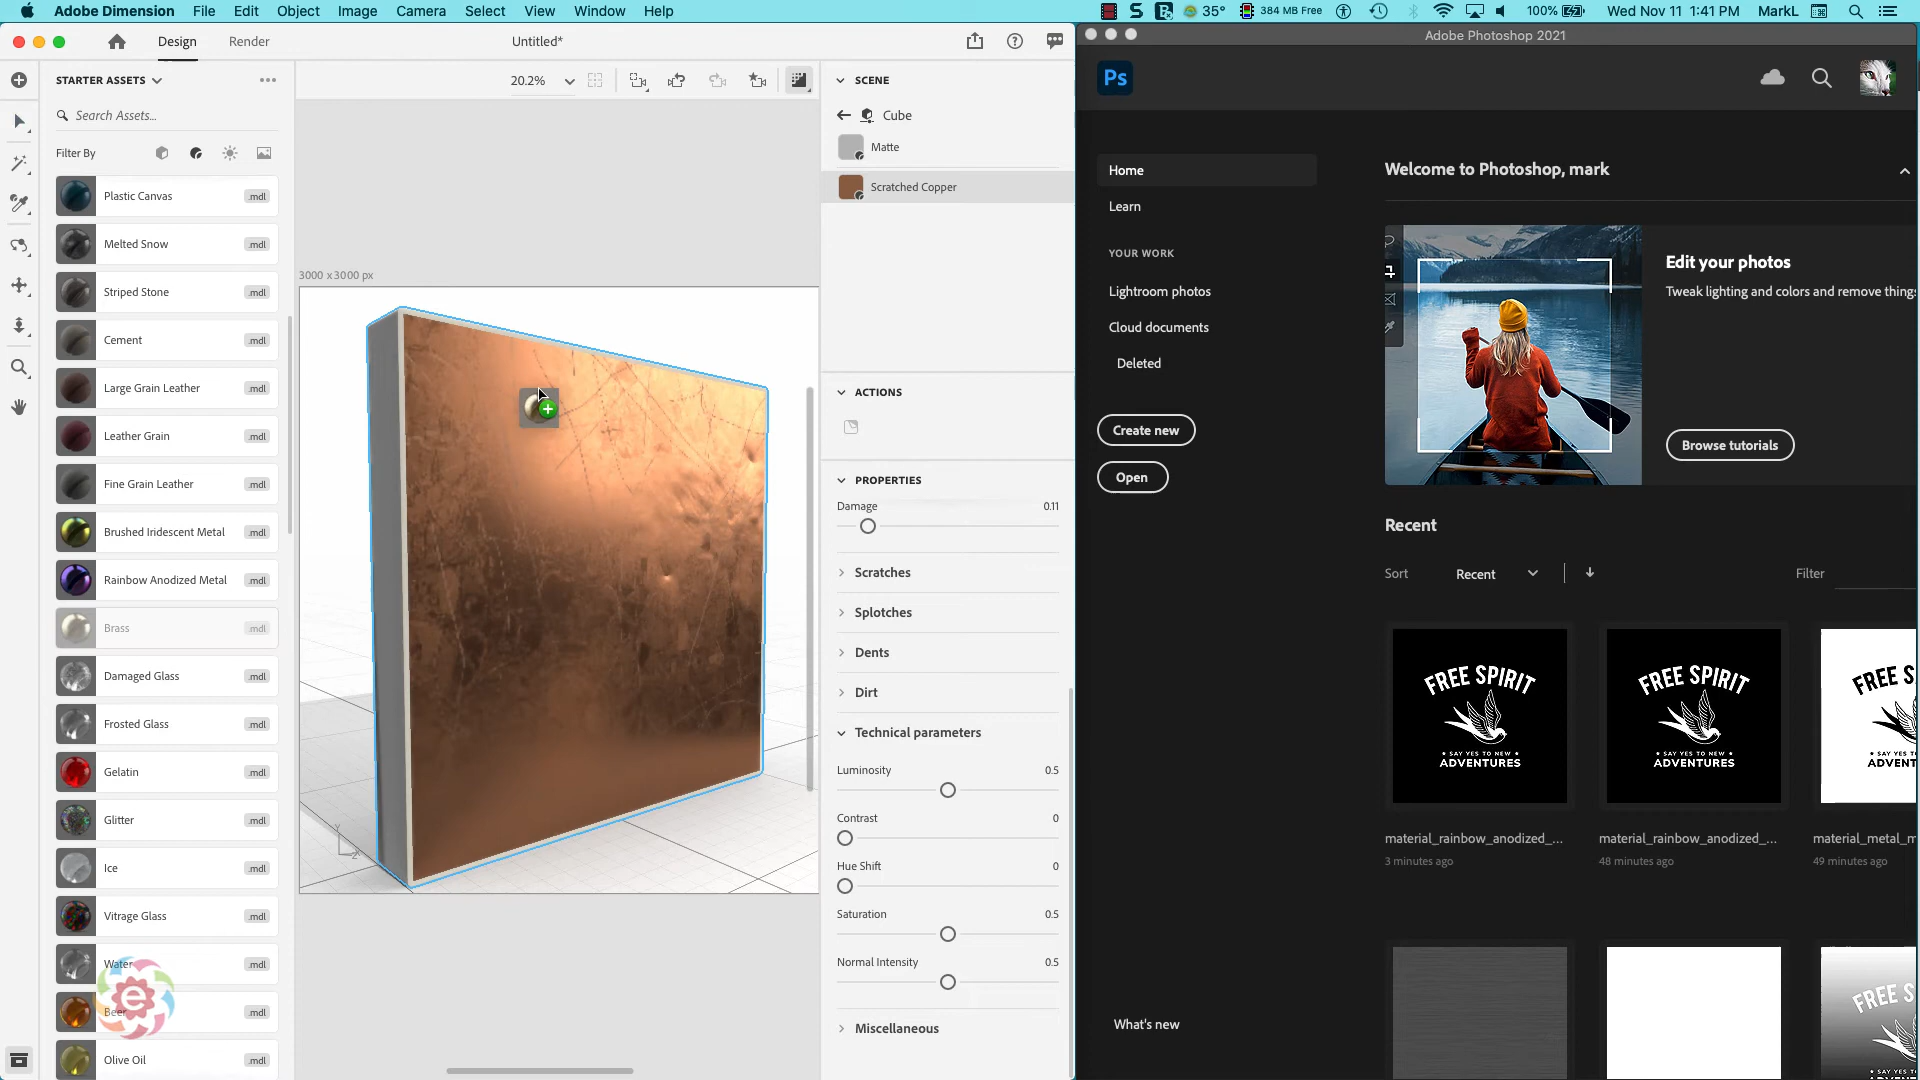 Adobe Dimension File Edit Object Image Camera Select View Window Help
35° 384 MB Free 100% Wed Nov 11 1:41 PM MarkL
Design Render Untitled*
STARTER ASSETS
Search Assets...
Filter By
Plastic Canvas .mdl
Melted Snow .mdl
Striped Stone .mdl
Cement .mdl
Large Grain Leather .mdl
Leather Grain .mdl
Fine Grain Leather .mdl
Brushed Iridescent Metal .mdl
Rainbow Anodized Metal .mdl
Brass .mdl
Damaged Glass .mdl
Frosted Glass .mdl
Gelatin .mdl
Glitter .mdl
Ice .mdl
Vitrage Glass .mdl
Water .mdl
Beer .mdl
Olive Oil .mdl
e
20.2%
3000 x 3000 px
Y
Z
SCENE
Cube
Matte
Scratched Copper
ACTIONS
PROPERTIES
Damage 0.11
Scratches
Splotches
Dents
Dirt
Technical parameters
Luminosity 0.5
Contrast 0
Hue Shift 0
Saturation 0.5
Normal Intensity 0.5
Miscellaneous
Adobe Photoshop 2021
Ps
Home
Learn
YOUR WORK
Lightroom photos
Cloud documents
Deleted
Create new
Open
What's new
Welcome to Photoshop, mark
Edit your photos
Tweak lighting and colors and remove things
Browse tutorials
Recent
Sort Recent Filter
FREE SPIRIT
SAY YES TO NEW
ADVENTURES
FREE SPIRIT
SAY YES TO NEW
ADVENTURES
FREE S
SAY YES
ADVENT
material_rainbow_anodized_...
3 minutes ago
material_rainbow_anodized_...
48 minutes ago
material_metal_m
49 minutes ago
FREE S
SAY YES